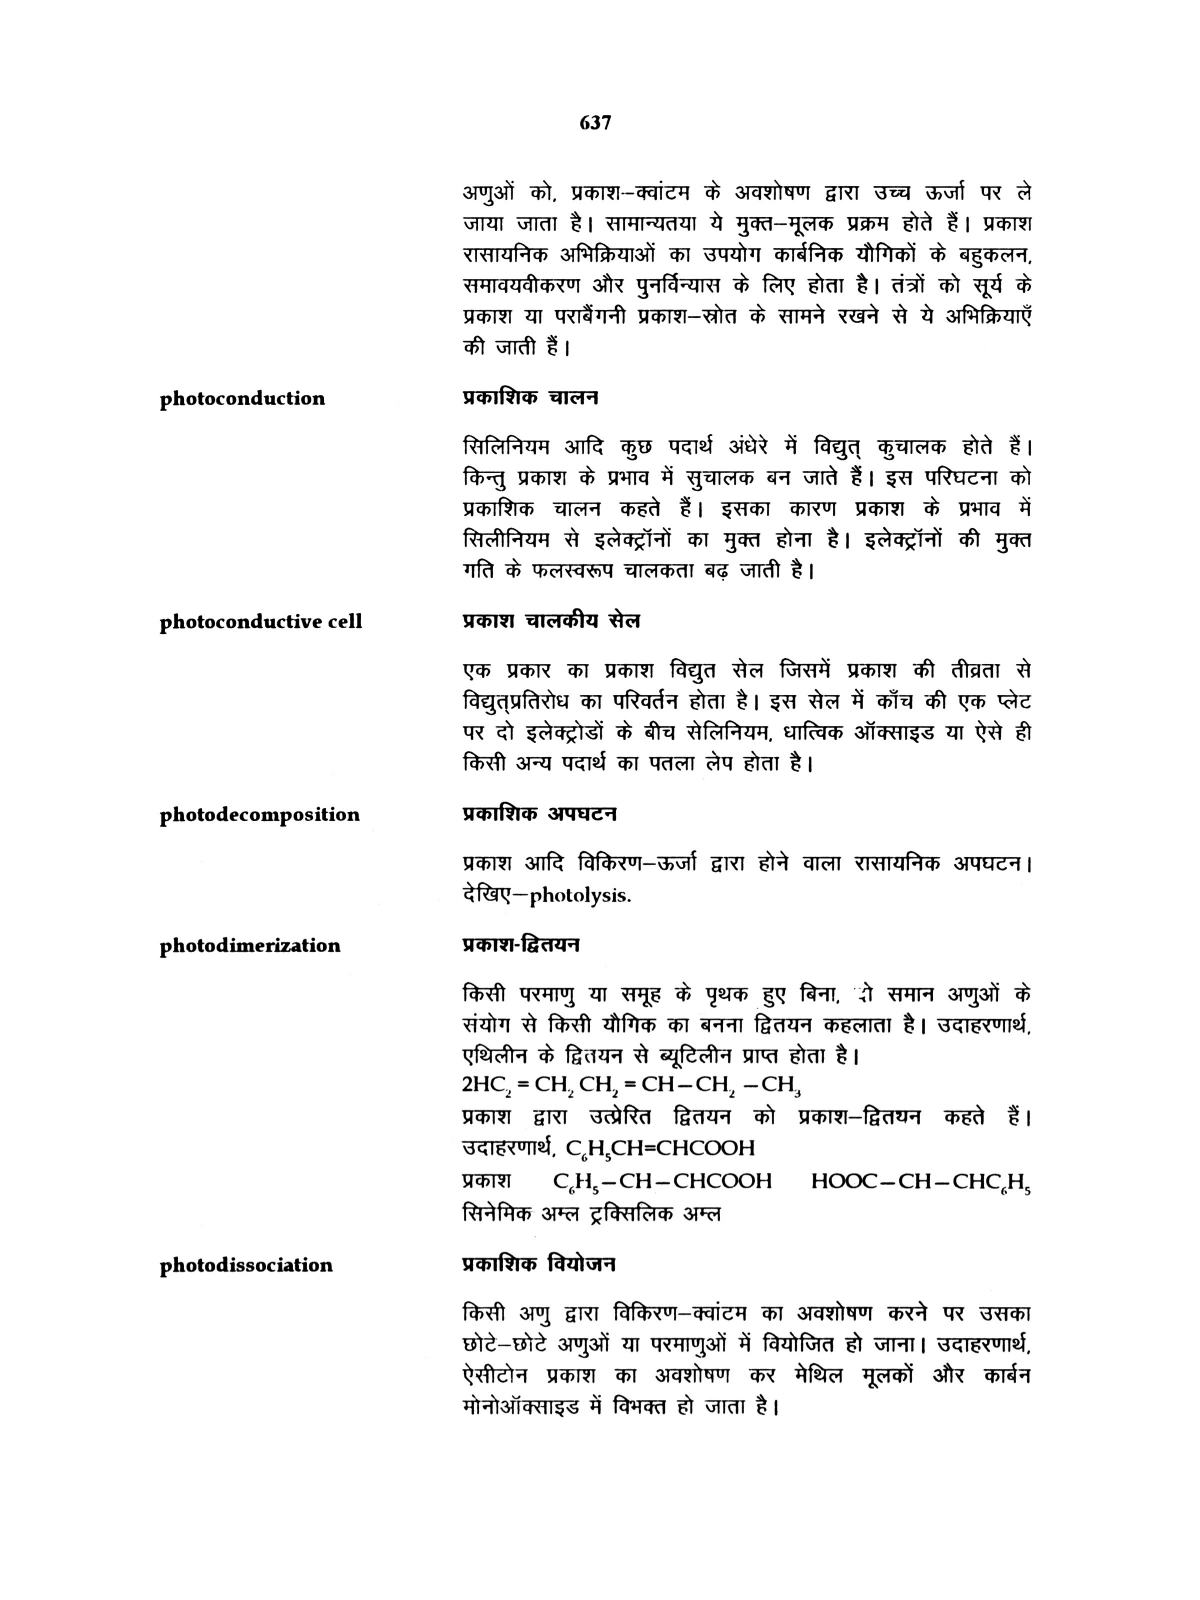 637
अणुओं को, प्रकाश–क्वांटम के अवशोषण द्वारा उच्च ऊर्जा पर ले
जाया जाता है। सामान्यतया ये मुक्त–मूलक प्रक्रम होते हैं। प्रकाश
रासायनिक अभिक्रियाओं का उपयोग कार्बनिक यौगिकों के बहुकलन,
समावयवीकरण और पुनर्विन्यास के लिए होता है। तंत्रों को सूर्य के
प्रकाश या पराबैंगनी प्रकाश–स्रोत के सामने रखने से ये अभिक्रियाएँ
की जाती हैं।
photoconduction प्रकाशिक चालन
सिलिनियम आदि कुछ पदार्थ अंधेरे में विद्युत् कुचालक होते हैं।
किन्तु प्रकाश के प्रभाव में सुचालक बन जाते हैं। इस परिघटना को
प्रकाशिक चालन कहते हैं। इसका कारण प्रकाश के प्रभाव में
सिलीनियम से इलेक्ट्रॉनों का मुक्त होना है। इलेक्ट्रॉनों की मुक्त
गति के फलस्वरूप चालकता बढ़ जाती है।
photoconductive cell प्रकाश चालकीय सेल
एक प्रकार का प्रकाश विद्युत सेल जिसमें प्रकाश की तीव्रता से
विद्युत्प्रतिरोध का परिवर्तन होता है। इस सेल में काँच की एक प्लेट
पर दो इलेक्ट्रोडों के बीच सेलिनियम, धात्विक ऑक्साइड या ऐसे ही
किसी अन्य पदार्थ का पतला लेप होता है।
photodecomposition प्रकाशिक अपघटन
प्रकाश आदि विकिरण–ऊर्जा द्वारा होने वाला रासायनिक अपघटन।
देखिए–photolysis.
photodimerization प्रकाश-द्वितयन
किसी परमाणु या समूह के पृथक हुए बिना, दो समान अणुओं के
संयोग से किसी यौगिक का बनना द्वितयन कहलाता है। उदाहरणार्थ,
एथिलीन के द्वितयन से ब्यूटिलीन प्राप्त होता है।
2HC₂ = CH₂ CH₂ = CH–CH₂ –CH₃
प्रकाश द्वारा उत्प्रेरित द्वितयन को प्रकाश–द्वितयन कहते हैं।
उदाहरणार्थ, C₆H₅CH=CHCOOH
प्रकाश C₆H₅–CH–CHCOOH HOOC–CH–CHC₆H₅
सिनेमिक अम्ल ट्रक्सिलिक अम्ल
photodissociation प्रकाशिक वियोजन
किसी अणु द्वारा विकिरण–क्वांटम का अवशोषण करने पर उसका
छोटे–छोटे अणुओं या परमाणुओं में वियोजित हो जाना। उदाहरणार्थ,
ऐसीटोन प्रकाश का अवशोषण कर मेथिल मूलकों और कार्बन
मोनोऑक्साइड में विभक्त हो जाता है।